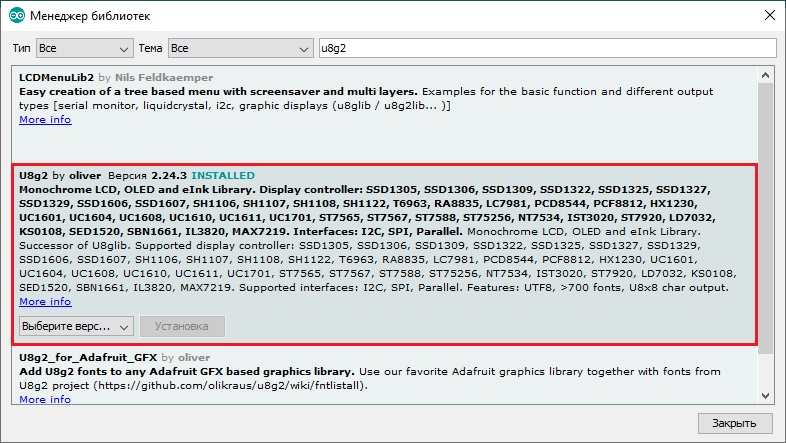 Менеджер библиотек
Тип Все Тема Все u8g2
LCDMenuLib2 by Nils Feldkaemper
Easy creation of a tree based menu with screensaver and multi layers. Examples for the basic function and different output
types [serial monitor, liquidcrystal, i2c, graphic displays (u8glib / u8g2lib... )]
More info
U8g2 by oliver Версия 2.24.3 INSTALLED
Monochrome LCD, OLED and eInk Library. Display controller: SSD1305, SSD1306, SSD1309, SSD1322, SSD1325, SSD1327,
SSD1329, SSD1606, SSD1607, SH1106, SH1107, SH1108, SH1122, T6963, RA8835, LC7981, PCD8544, PCF8812, HX1230,
UC1601, UC1604, UC1608, UC1610, UC1611, UC1701, ST7565, ST7567, ST7588, ST75256, NT7534, IST3020, ST7920, LD7032,
KS0108, SED1520, SBN1661, IL3820, MAX7219. Interfaces: I2C, SPI, Parallel. Monochrome LCD, OLED and eInk Library.
Successor of U8glib. Supported display controller: SSD1305, SSD1306, SSD1309, SSD1322, SSD1325, SSD1327, SSD1329,
SSD1606, SSD1607, SH1106, SH1107, SH1108, SH1122, T6963, RA8835, LC7981, PCD8544, PCF8812, HX1230, UC1601,
UC1604, UC1608, UC1610, UC1611, UC1701, ST7565, ST7567, ST7588, ST75256, NT7534, IST3020, ST7920, LD7032, KS0108,
SED1520, SBN1661, IL3820, MAX7219. Supported interfaces: I2C, SPI, Parallel. Features: UTF8, >700 fonts, U8x8 char output.
More info
Выберите верс... Установка
U8g2_for_Adafruit_GFX by oliver
Add U8g2 fonts to any Adafruit GFX based graphics library. Use our favorite Adafruit graphics library together with fonts from
U8g2 project (https://github.com/olikraus/u8g2/wiki/fntlistall).
More info
Закрыть